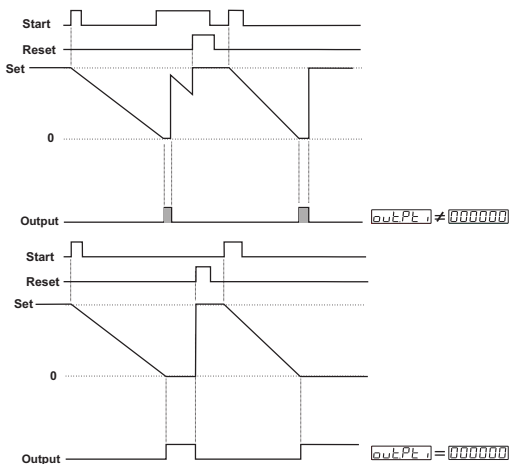 Start
Reset
Set
0
Output
outPt1 ≠ 000000
Start
Reset
Set
0
Output
outPt1 = 000000